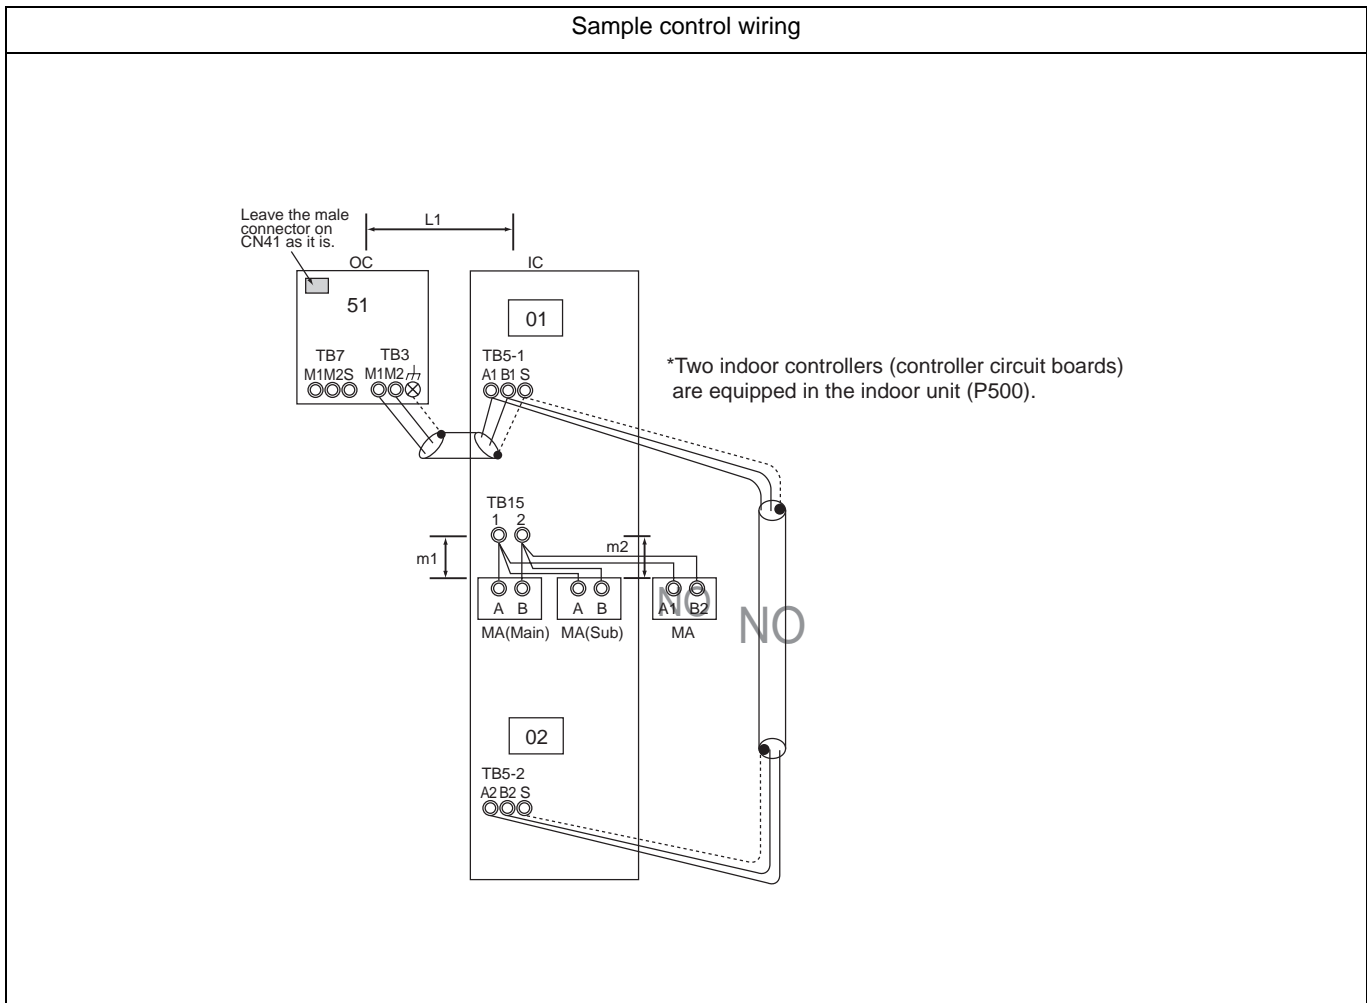 Sample control wiring
Leave the male
connector on
CN41 as it is.
L1
OC
IC
51
01
TB7
TB3
M1M2S
M1M2
TB5-1
A1 B1 S
*Two indoor controllers (controller circuit boards)
are equipped in the indoor unit (P500).
TB15
1 2
m1
m2
A B
A B
A1 B2
NO
NO
MA(Main)
MA(Sub)
MA
02
TB5-2
A2 B2 S